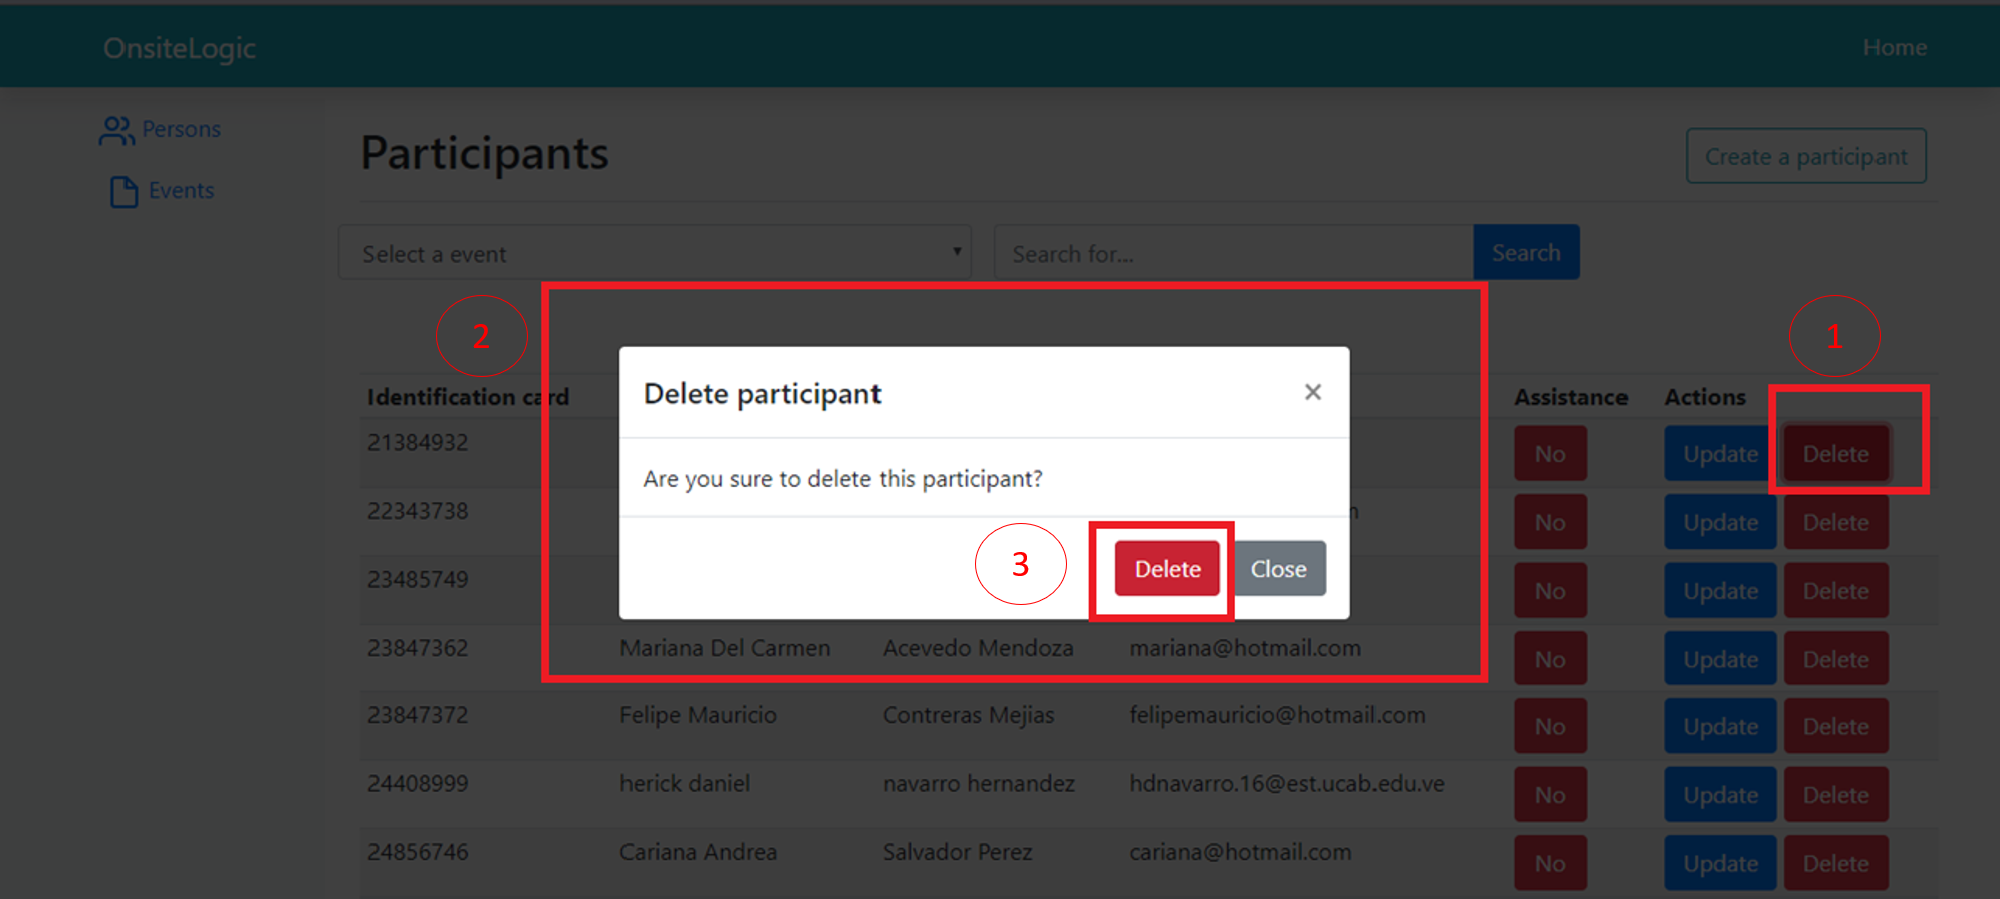 OnsiteLogic Home
Persons
Events
Participants
Create a participant
Select a event
Search for...
Search
2
1
Identification card Assistance Actions
Delete participant
Are you sure to delete this participant?
3
Delete Close
21384932 No Update Delete
22343738 No Update Delete
23485749 No Update Delete
23847362 Mariana Del Carmen Acevedo Mendoza mariana@hotmail.com No Update Delete
23847372 Felipe Mauricio Contreras Mejias felipemauricio@hotmail.com No Update Delete
24408999 herick daniel navarro hernandez hdnavarro.16@est.ucab.edu.ve No Update Delete
24856746 Cariana Andrea Salvador Perez cariana@hotmail.com No Update Delete